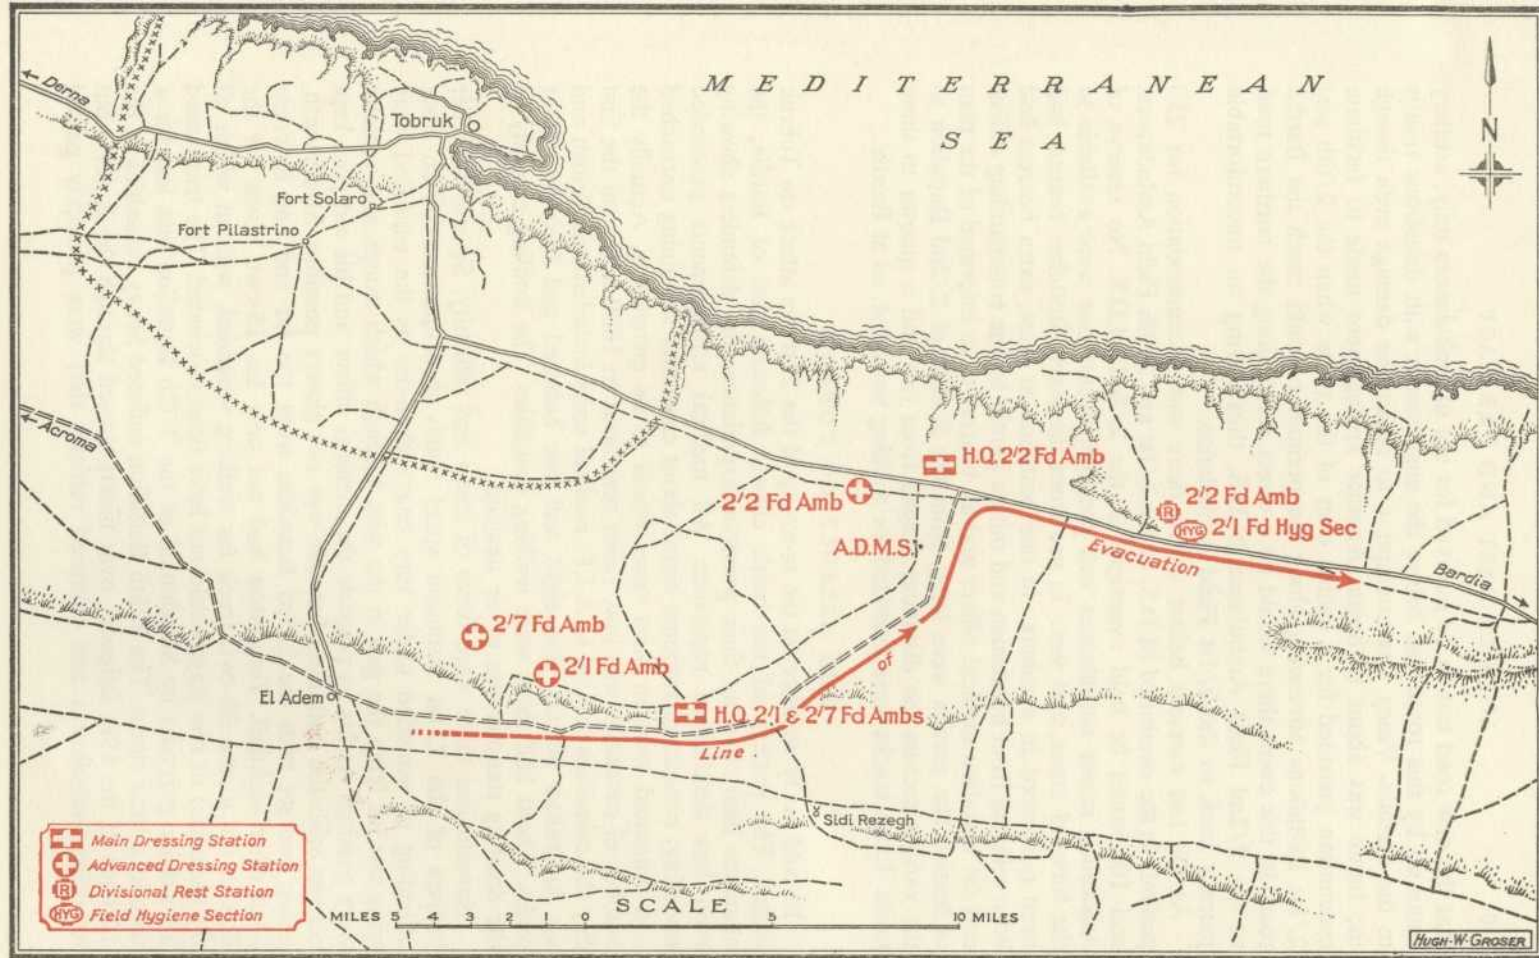 MEDITERRANEAN
SEA
N
← Derna
Tobruk
Fort Solaro
Fort Pilastrino
← Acroma
H.Q. 2/2 Fd Amb
2/2 Fd Amb
2/2 Fd Amb
2/1 Fd Hyg Sec
R
HYG
A.D.M.S.
Evacuation
Bardia
2/7 Fd Amb
2/1 Fd Amb
of
El Adem
H.Q. 2/1 & 2/7 Fd Ambs
Line
Sidi Rezegh
Main Dressing Station
Advanced Dressing Station
R Divisional Rest Station
HYG Field Hygiene Section
SCALE
MILES 5 4 3 2 1 0 5 10 MILES
HUGH·W·GROSER